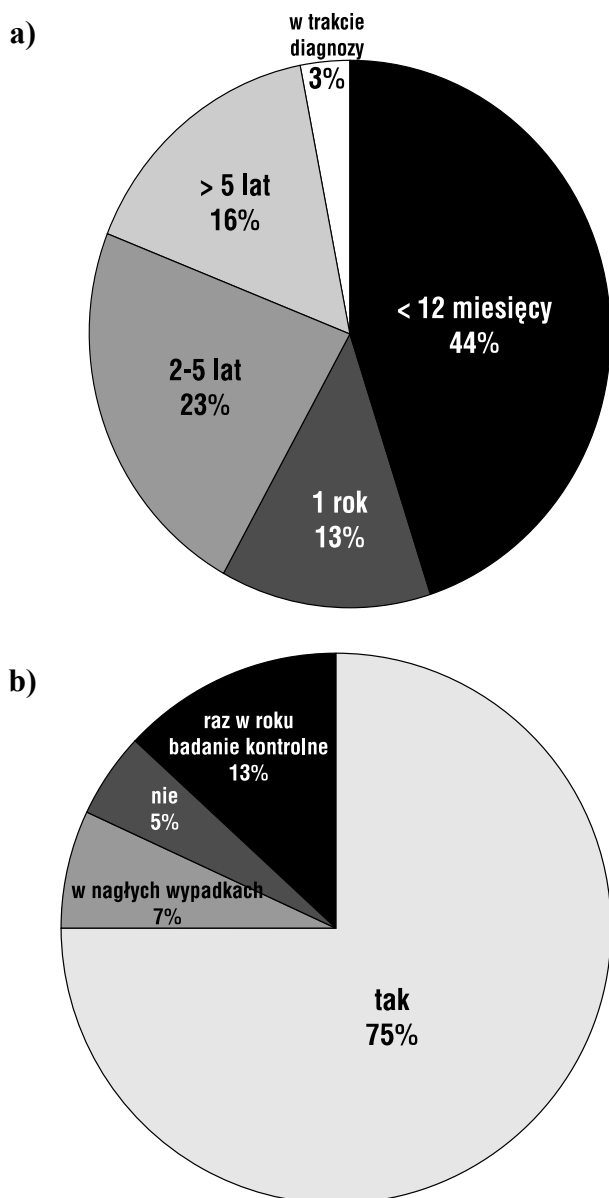 a)
w trakcie
diagnozy
3%
> 5 lat
16%
< 12 miesięcy
44%
2-5 lat
23%
1 rok
13%
b)
raz w roku
badanie kontrolne
13%
nie
5%
w nagłych wypadkach
7%
tak
75%